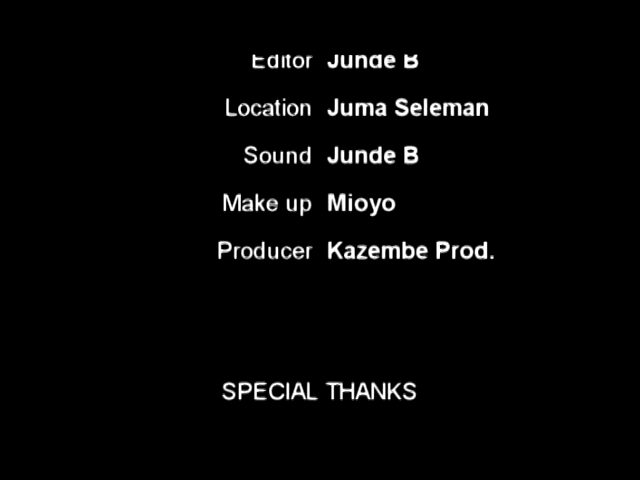 Editor Junde B
Location Juma Seleman
Sound Junde B
Make up Mioyo
Producer Kazembe Prod.
SPECIAL THANKS